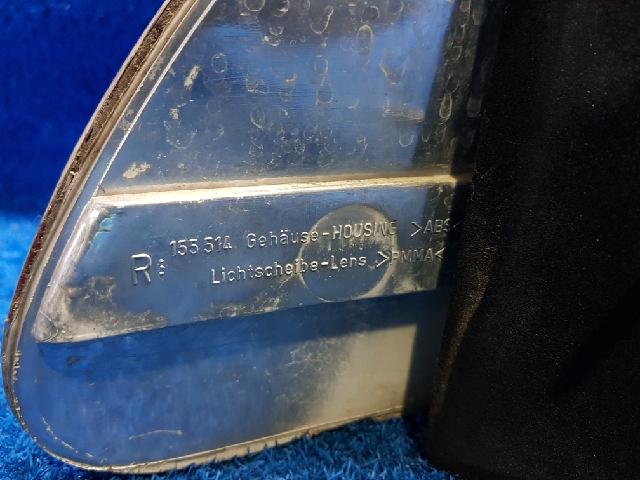 R: 155 514 Gehäuse-HOUSING >ABS<
Lichtscheibe-Lens >PMMA<